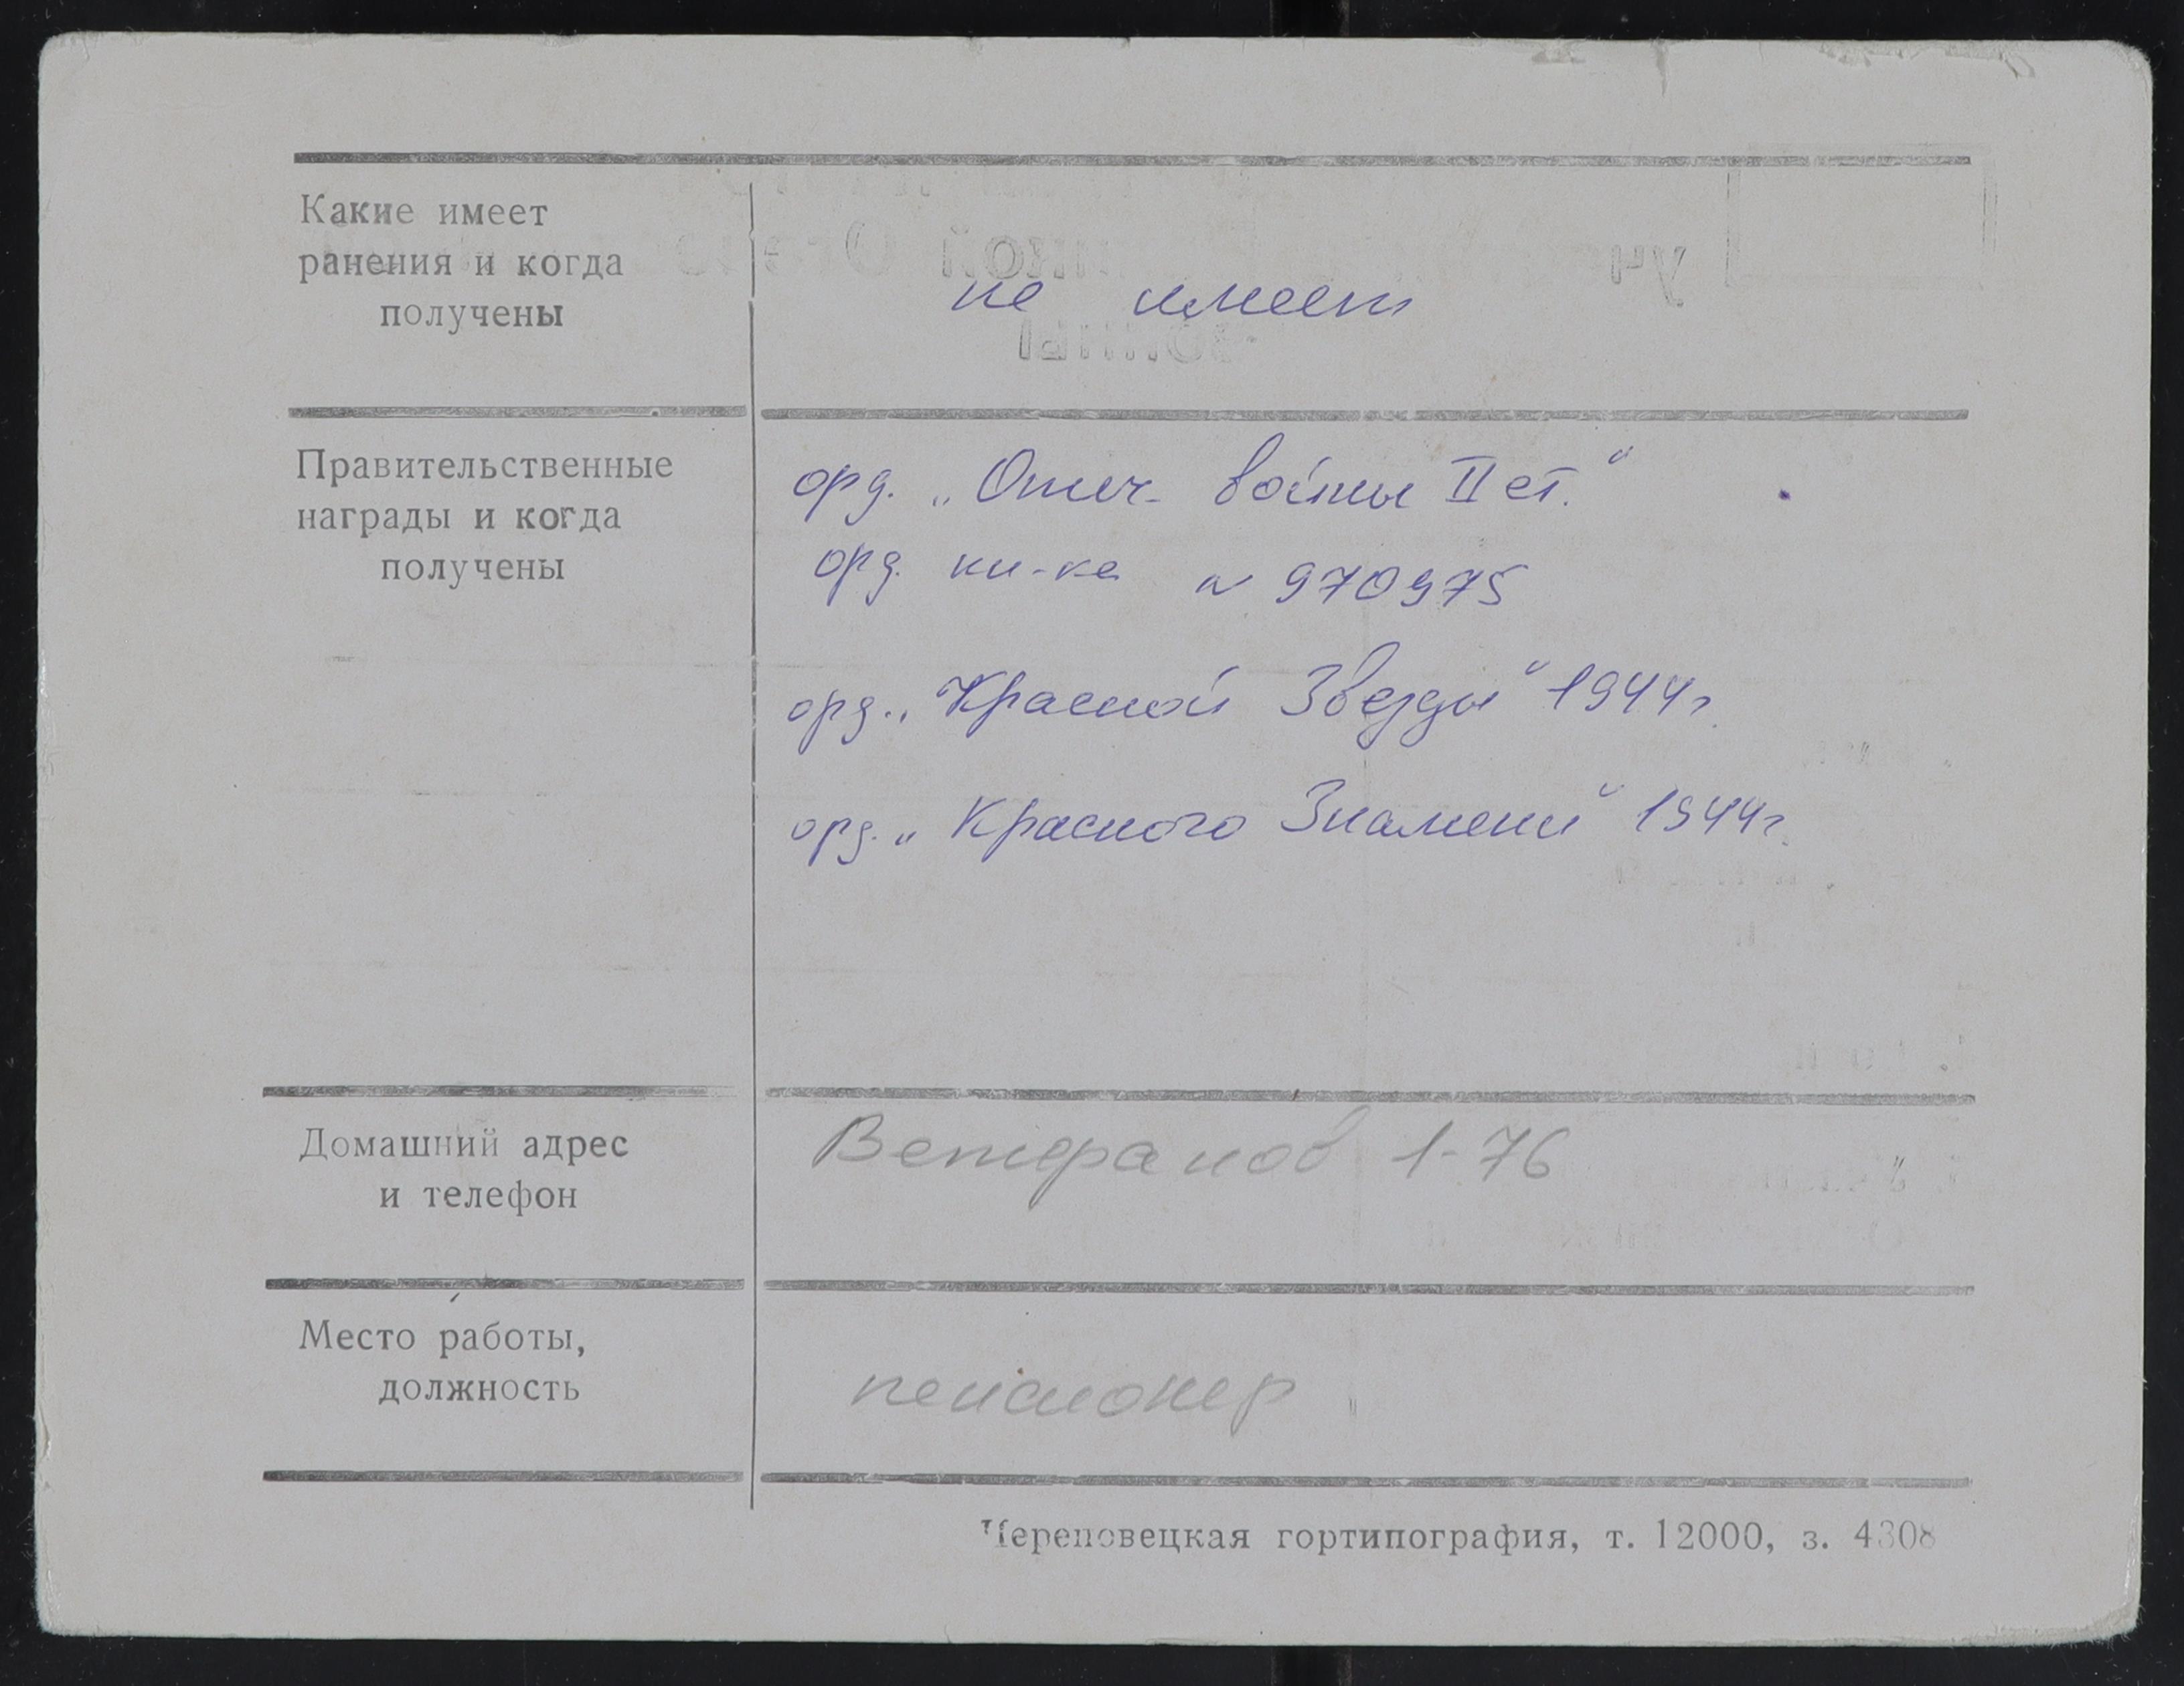 Какие имеет
ранения и когда
получены
не имеет
Правительственные
награды и когда
получены
орд. „Отеч. войны II ст.“
орд. кн-ка № 970975
орд. „Красной Звезды“ 1944г.
орд. „Красного Знамени“ 1944г.
Домашний адрес
и телефон
Ветеранов 1-76
Место работы,
должность
пенсионер
Череповецкая гортипография, т. 12000, з. 4308